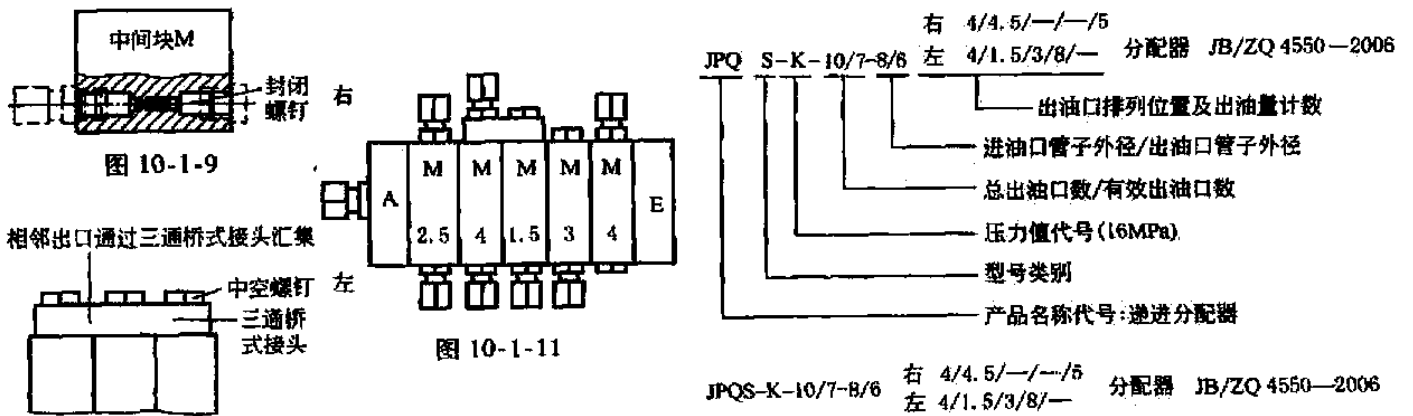 中间块M
封闭
螺钉
图 10-1-9
相邻出口通过三通桥式接头汇集
中空螺钉
三通桥
式接头
右
A M M M M M E
2.5 4 1.5 3 4
左
图 10-1-11
JPQ S-K-10/7-8/6 右 4/4.5/—/—/5 左 4/1.5/3/8/— 分配器 JB/ZQ 4550—2006
出油口排列位置及出油量计数
进油口管子外径/出油口管子外径
总出油口数/有效出油口数
压力值代号(16MPa)
型号类别
产品名称代号:递进分配器
JPQS-K-10/7-8/6 右 4/4.5/—/—/5 左 4/1.5/3/8/— 分配器 JB/ZQ 4550—2006